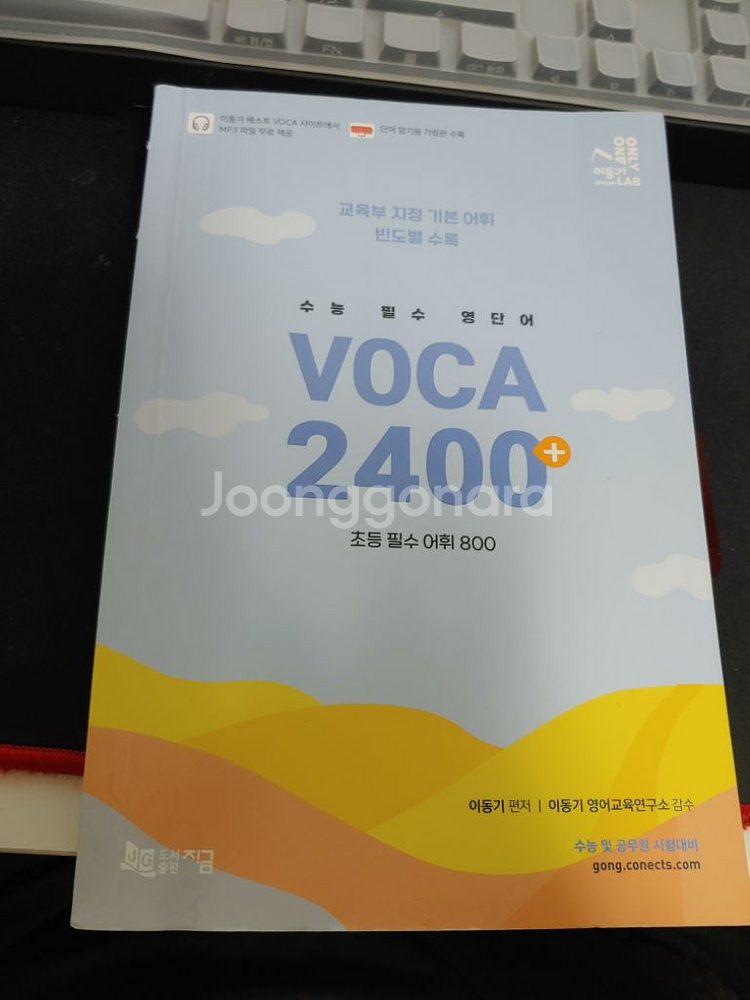 이동기 베스트 VOCA 사이트에서
MP3 파일 무료 제공
단어 암기용 가림판 수록
ONLY
ONE
이동기
LAB
교육부 지정 기본 어휘
빈도별 수록
수능 필수 영단어
VOCA
2400+
Joonggonara
초등 필수 어휘 800
이동기 편저 | 이동기 영어교육연구소 감수
수능 및 공무원 시험대비
gong.conects.com
JG 도서출판 지금
FN